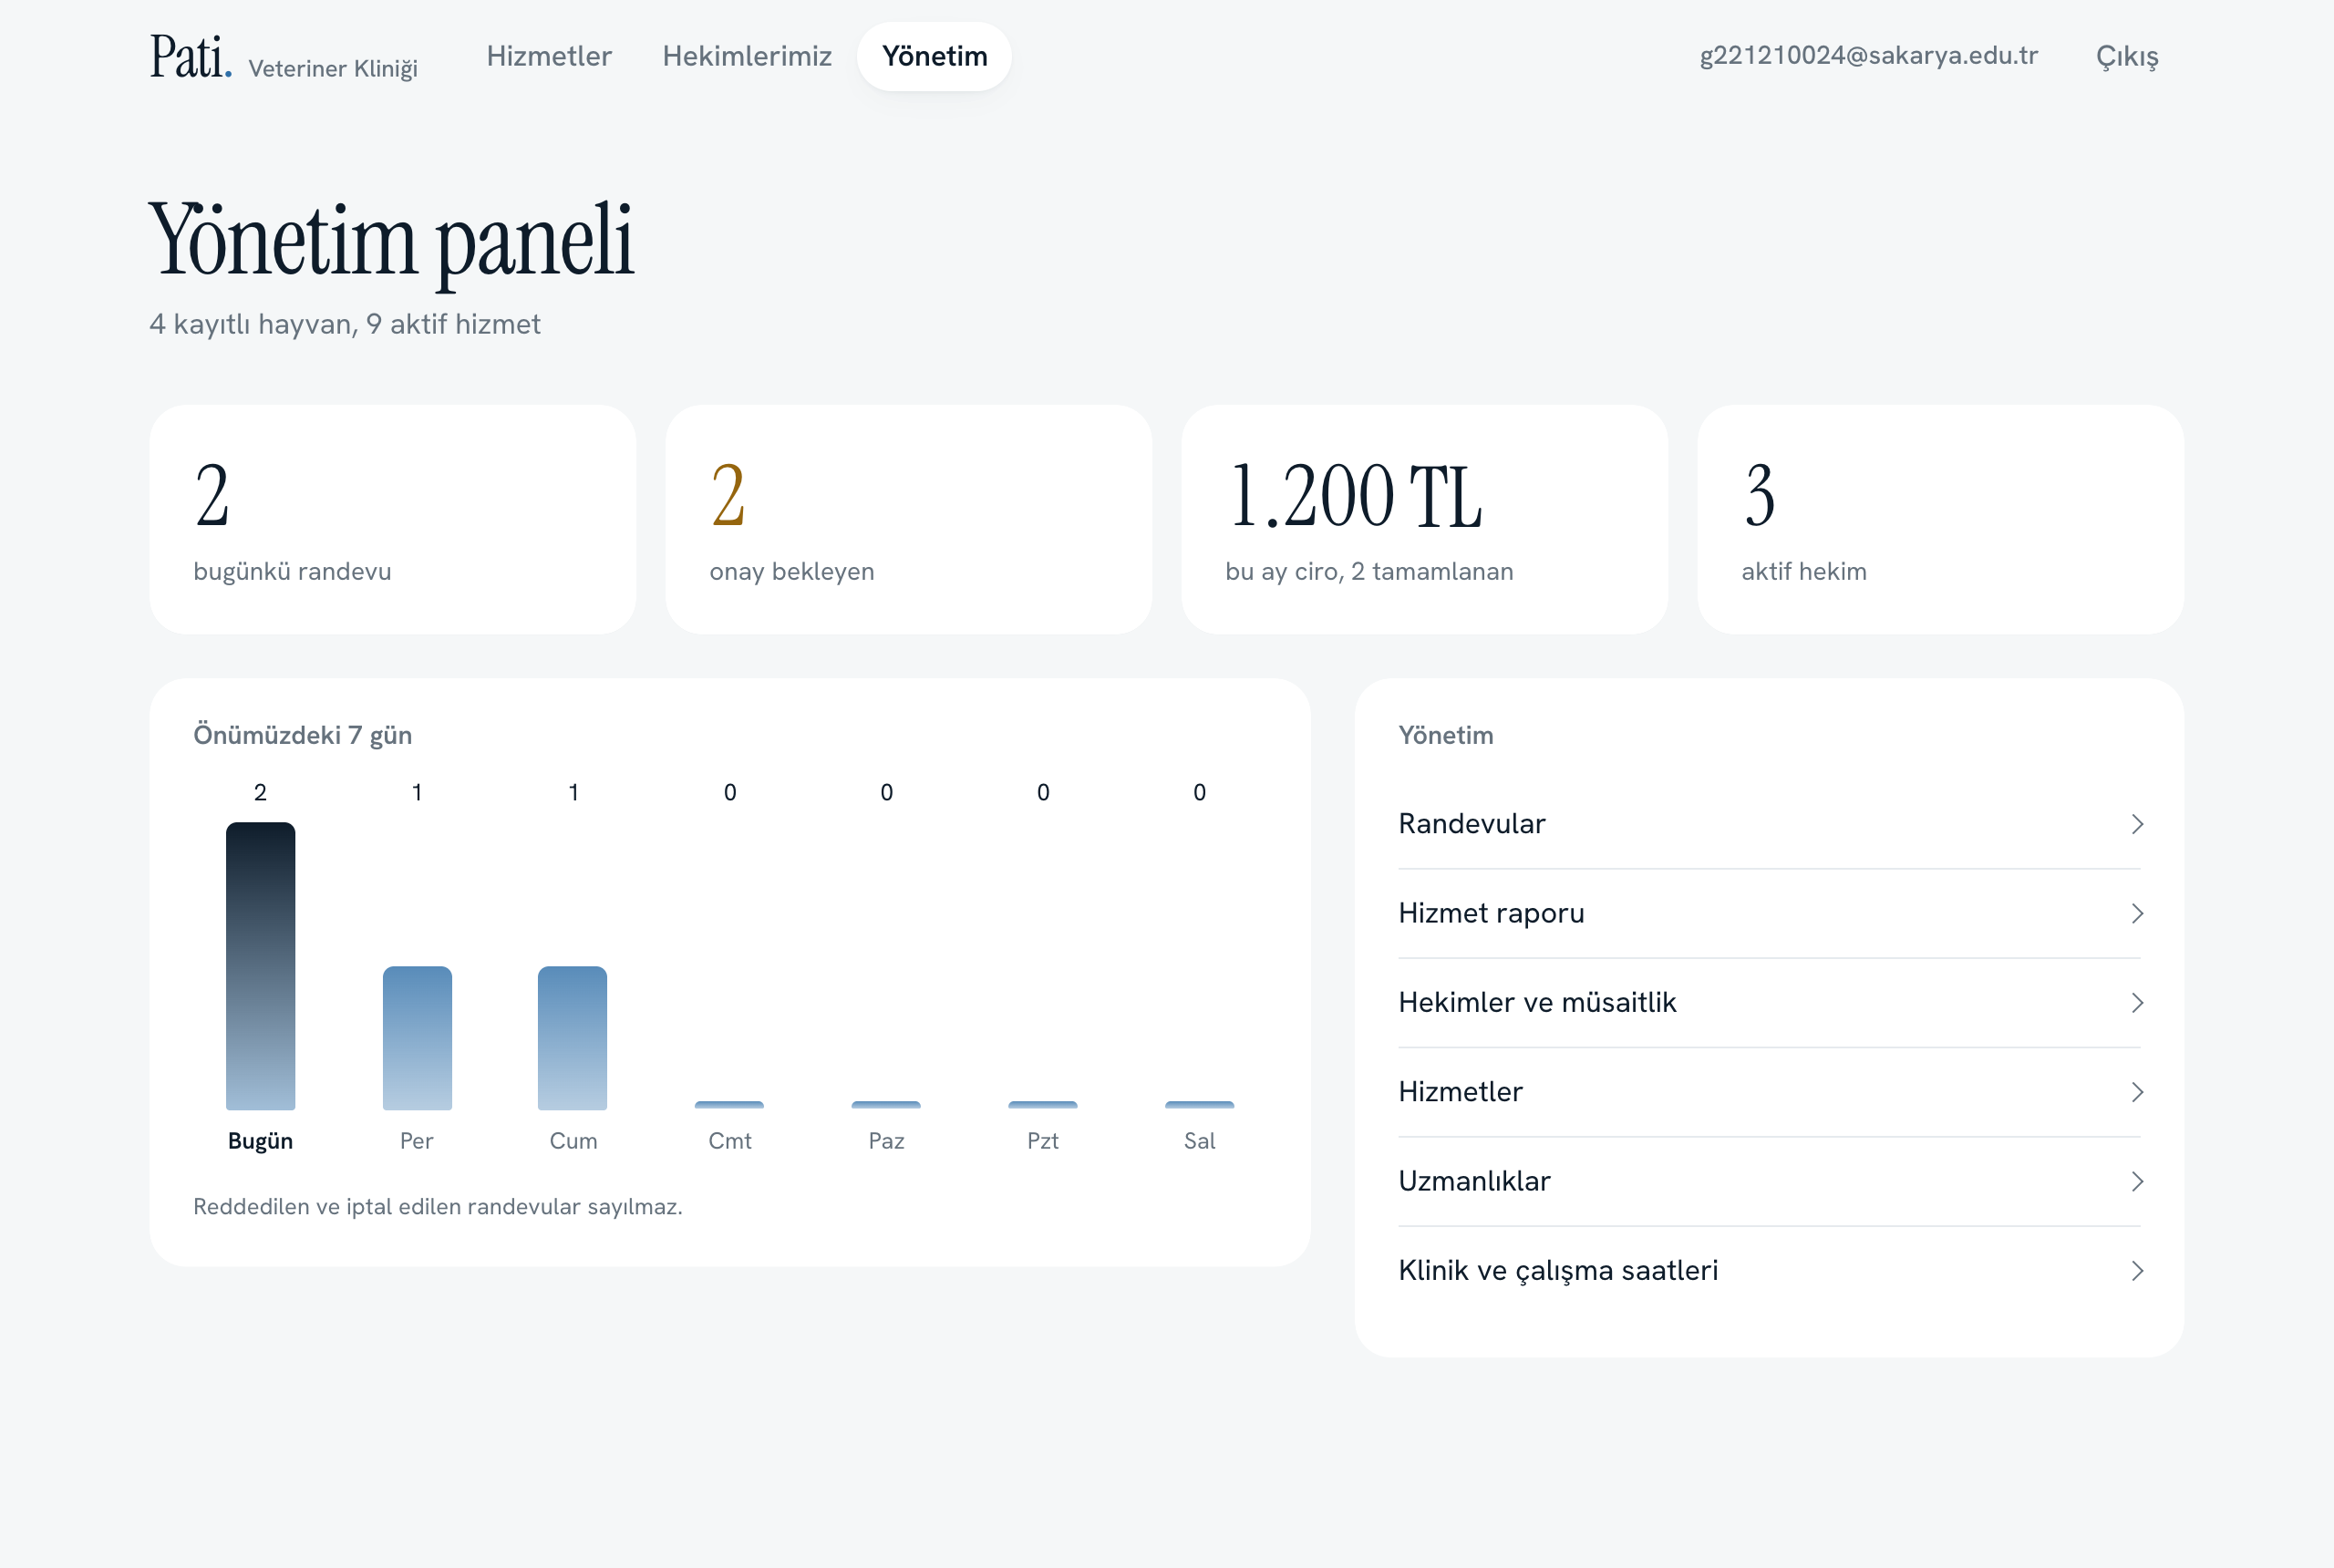 Pati. Veteriner Kliniği Hizmetler Hekimlerimiz Yönetim g221210024@sakarya.edu.tr Çıkış
Yönetim paneli
4 kayıtlı hayvan, 9 aktif hizmet
2
bugünkü randevu
2
onay bekleyen
1.200 TL
bu ay ciro, 2 tamamlanan
3
aktif hekim
Önümüzdeki 7 gün
2 1 1 0 0 0 0
Bugün Per Cum Cmt Paz Pzt Sal
Reddedilen ve iptal edilen randevular sayılmaz.
Yönetim
Randevular
Hizmet raporu
Hekimler ve müsaitlik
Hizmetler
Uzmanlıklar
Klinik ve çalışma saatleri